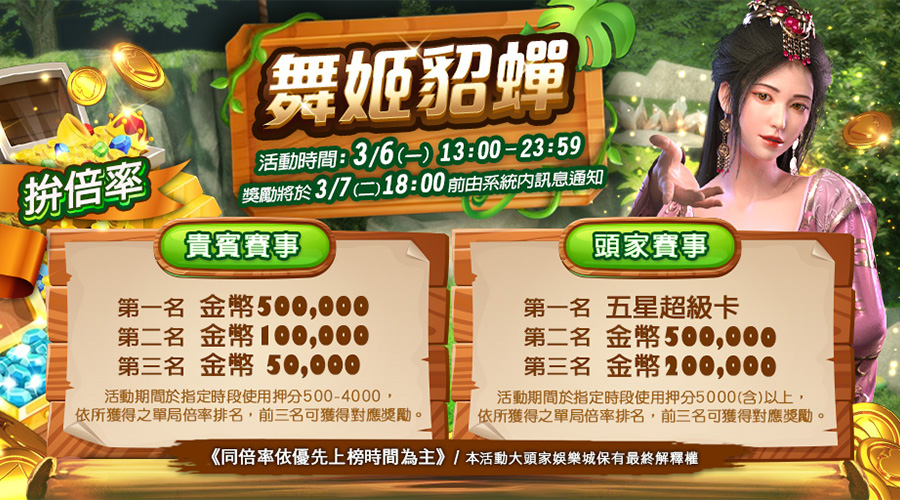 舞姬貂蟬
活動時間：3/6(一) 13:00－23:59
獎勵將於 3/7(二)18:00 前由系統內訊息通知
拚倍率
貴賓賽事
第一名 金幣500,000
第二名 金幣100,000
第三名 金幣 50,000
活動期間於指定時段使用押分500-4000，
依所獲得之單局倍率排名，前三名可獲得對應獎勵。
頭家賽事
第一名 五星超級卡
第二名 金幣500,000
第三名 金幣200,000
活動期間於指定時段使用押分5000(含)以上，
依所獲得之單局倍率排名，前三名可獲得對應獎勵。
《同倍率依優先上榜時間為主》/ 本活動大頭家娛樂城保有最終解釋權